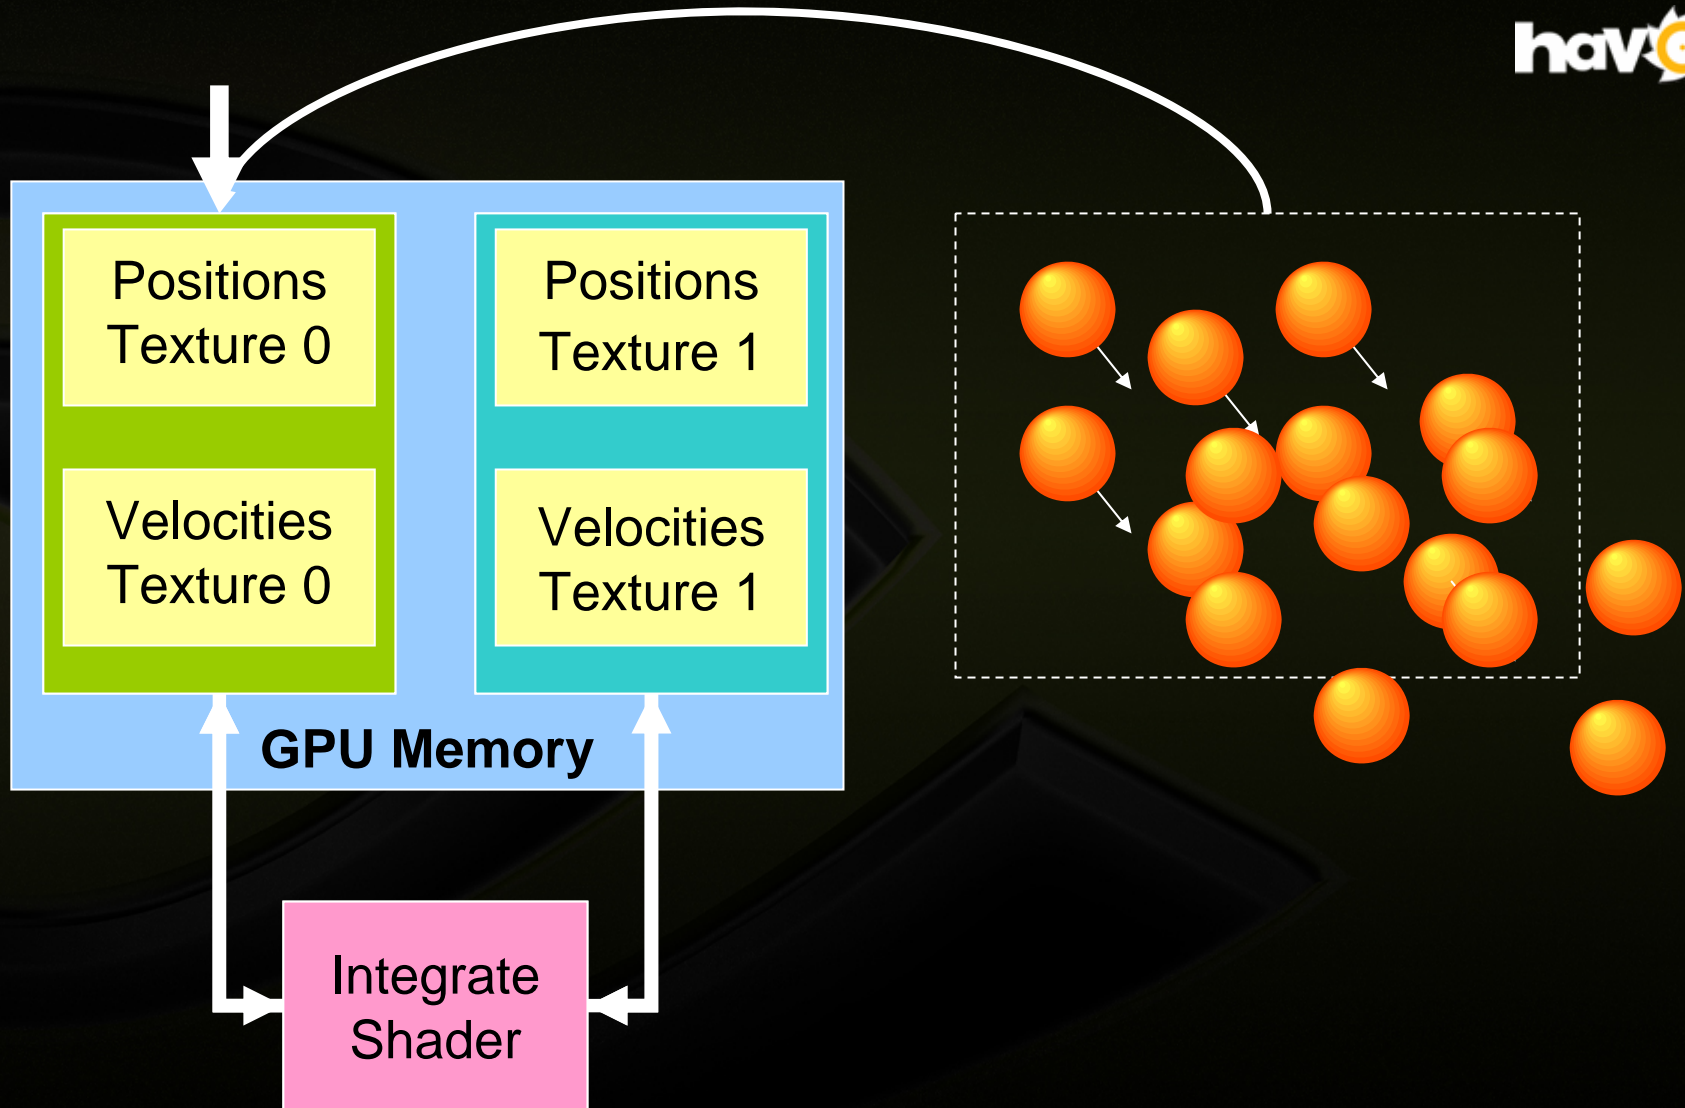 Positions
Texture 0
Positions
Texture 1
Velocities
Texture 0
Velocities
Texture 1
GPU Memory
Integrate
Shader